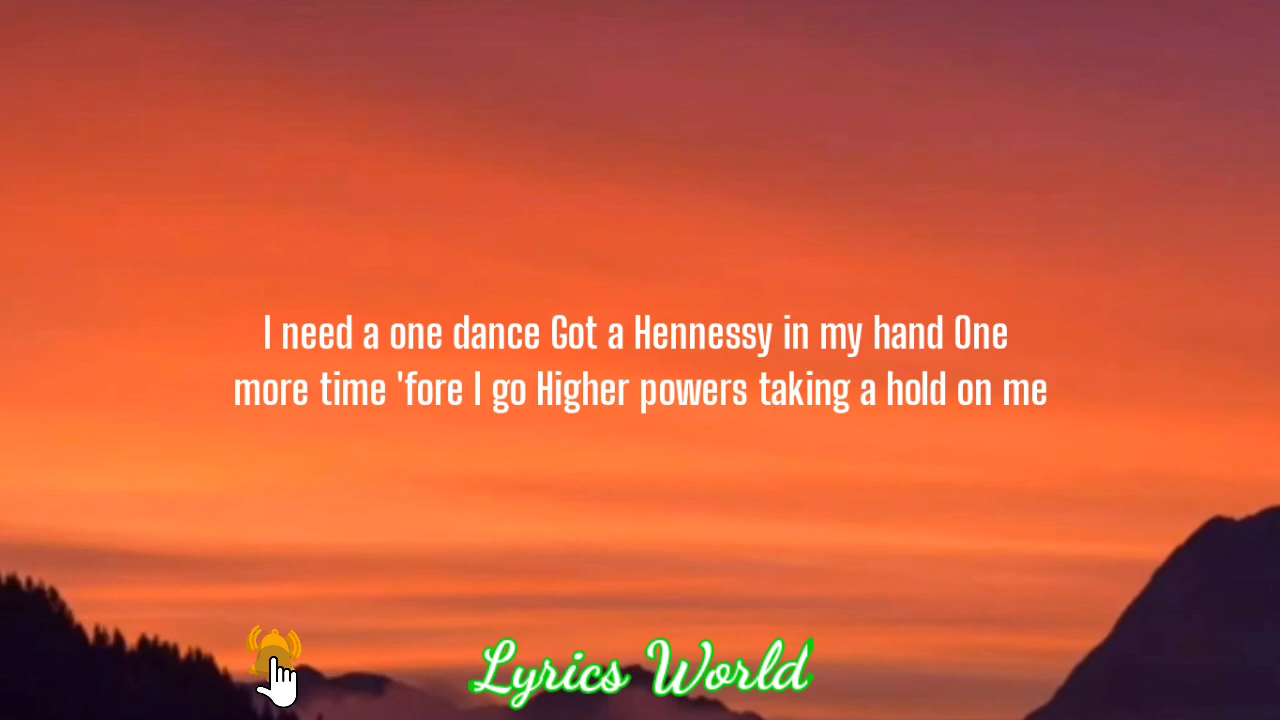 I need a one dance Got a Hennessy in my hand One
more time 'fore I go Higher powers taking a hold on me
Lyrics World